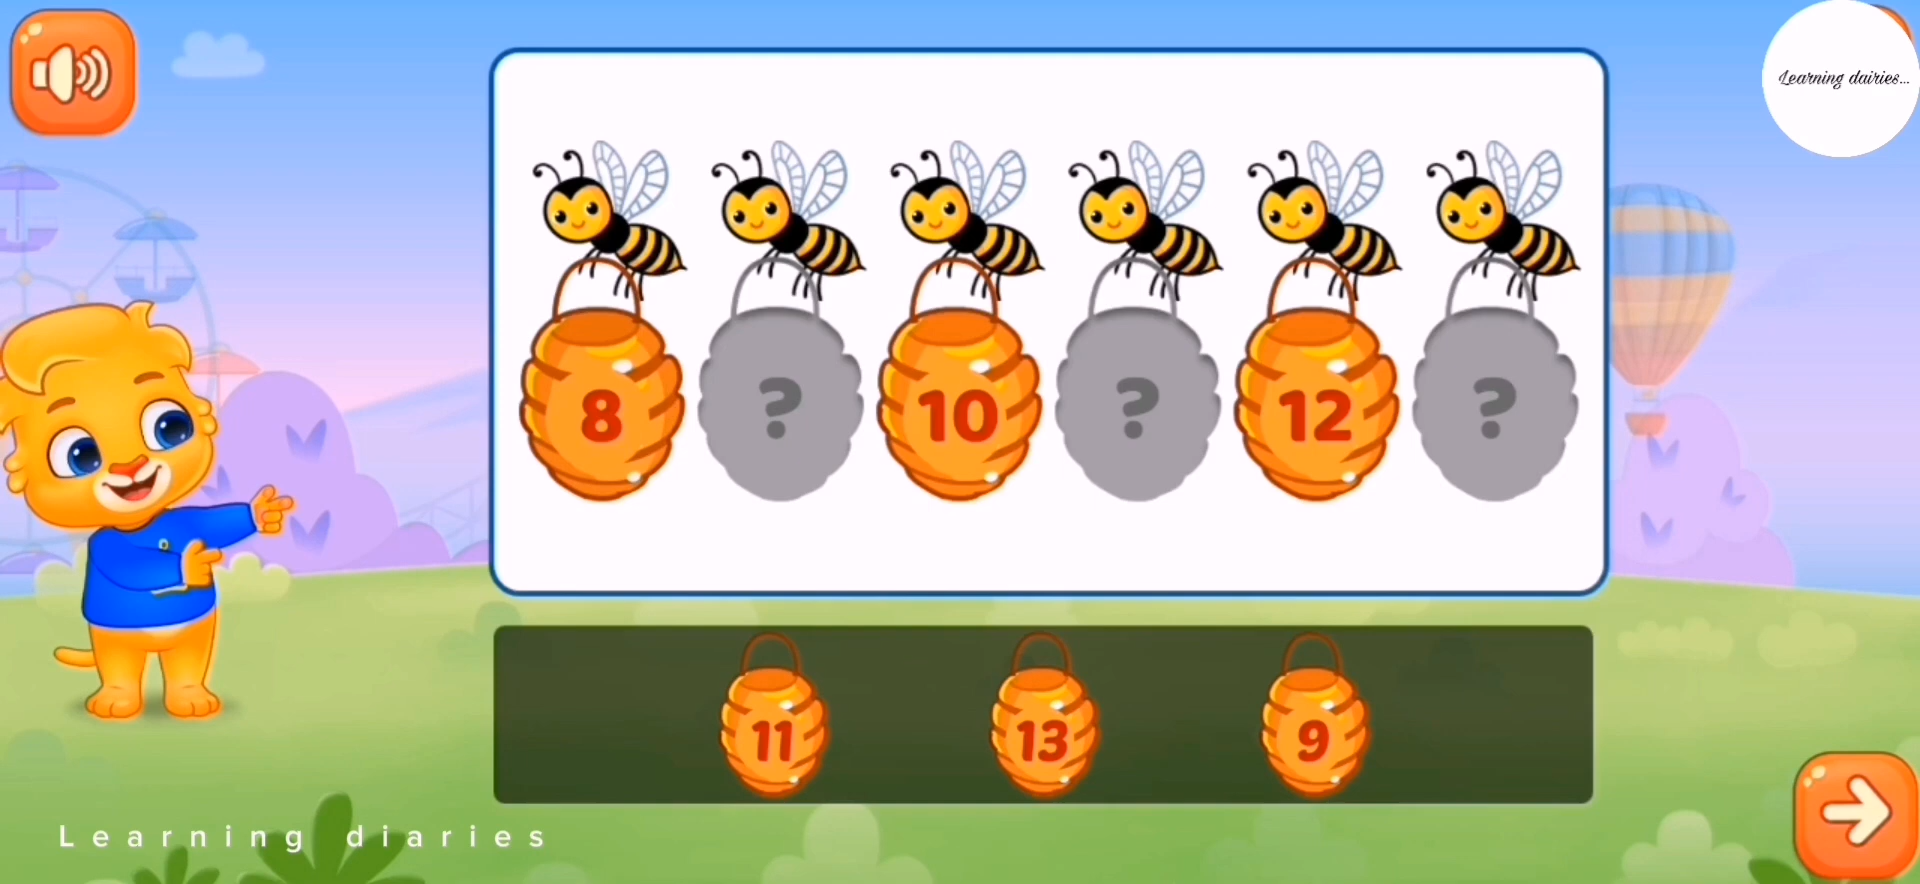 Learning dairies...
8 ? 10 ? 12 ?
11 13 9
Learning diaries